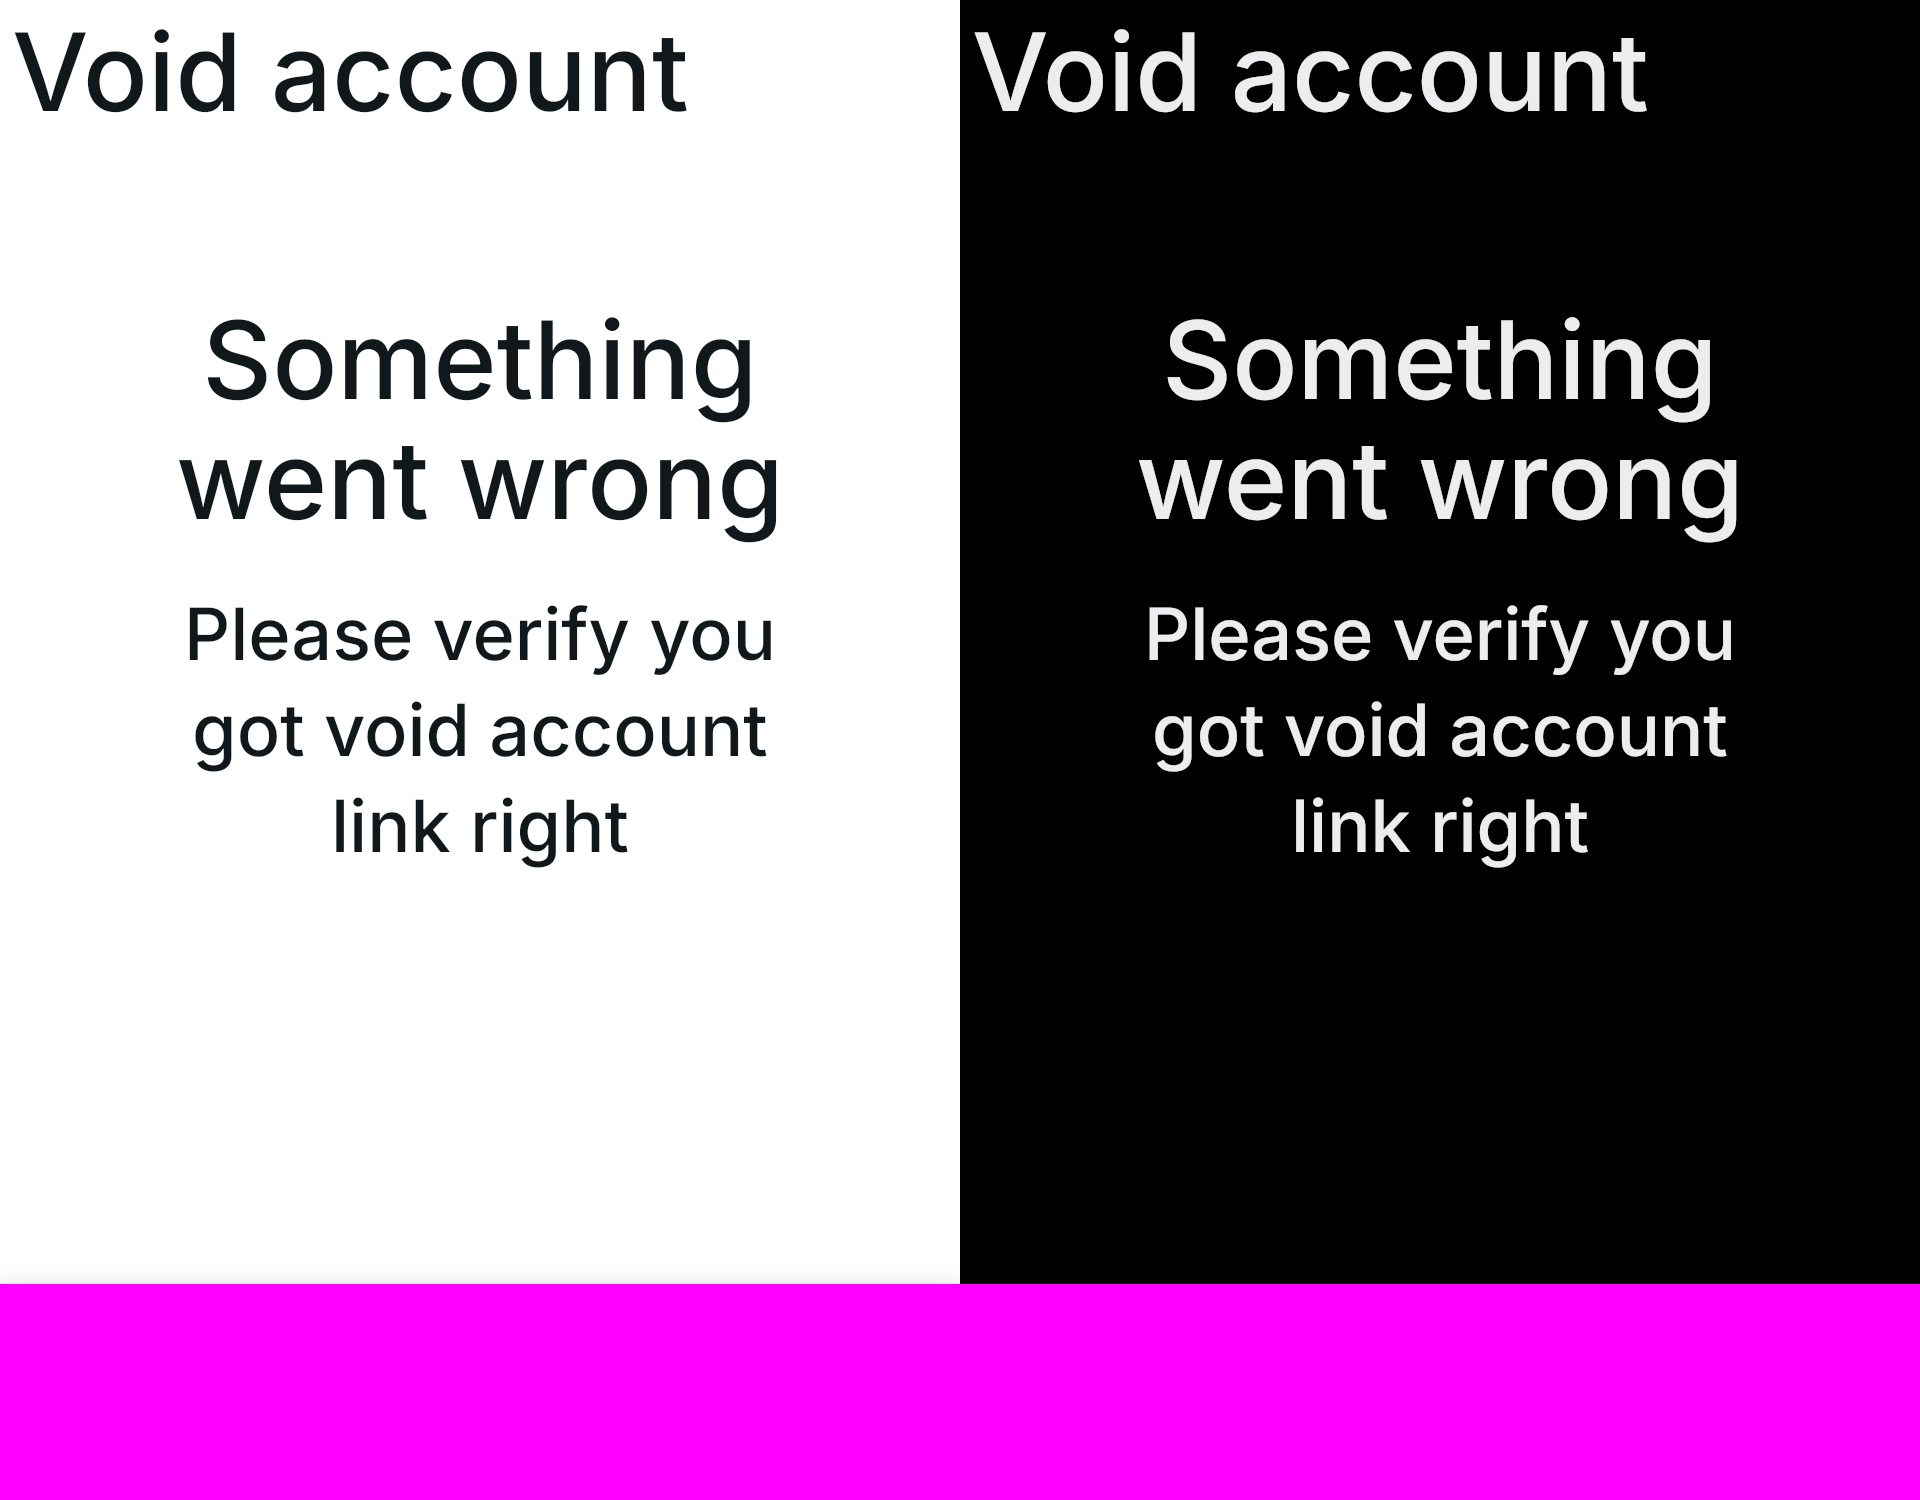 Void account
Something
went wrong
Please verify you
got void account
link right
Void account
Something
went wrong
Please verify you
got void account
link right